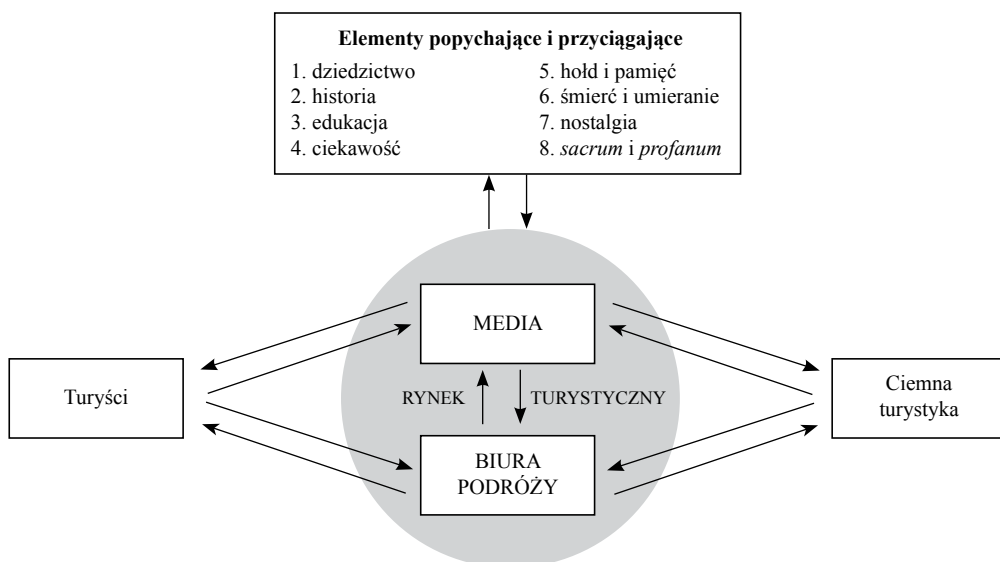 Elementy popychające i przyciągające
1. dziedzictwo
2. historia
3. edukacja
4. ciekawość
5. hołd i pamięć
6. śmierć i umieranie
7. nostalgia
8. sacrum i profanum
MEDIA
Turyści
RYNEK
TURYSTYCZNY
Ciemna
turystyka
BIURA
PODRÓŻY